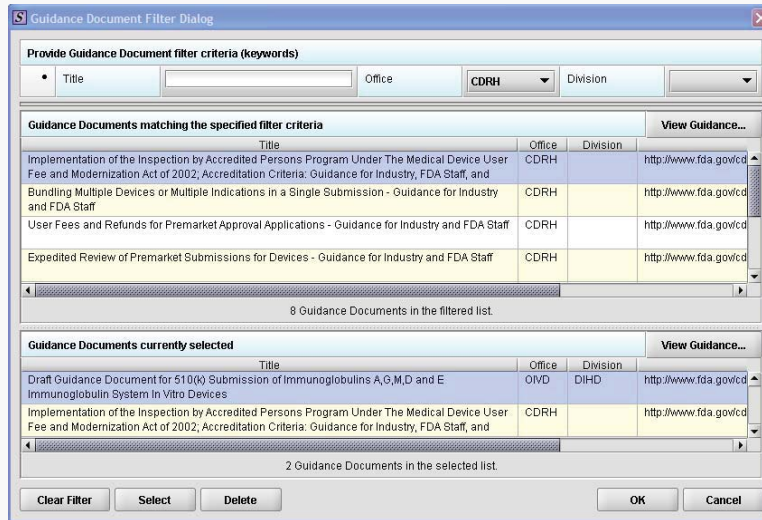 S Guidance Document Filter Dialog
Provide Guidance Document filter criteria (keywords)
• Title Office CDRH Division
Guidance Documents matching the specified filter criteria View Guidance...
Title Office Division
Implementation of the Inspection by Accredited Persons Program Under The Medical Device User CDRH http://www.fda.gov/cd
Fee and Modernization Act of 2002; Accreditation Criteria: Guidance for Industry, FDA Staff, and
Bundling Multiple Devices or Multiple Indications in a Single Submission - Guidance for Industry CDRH http://www.fda.gov/cd
and FDA Staff
User Fees and Refunds for Premarket Approval Applications - Guidance for Industry and FDA Staff CDRH http://www.fda.gov/cd
Expedited Review of Premarket Submissions for Devices - Guidance for Industry and FDA Staff CDRH http://www.fda.gov/cd
8 Guidance Documents in the filtered list.
Guidance Documents currently selected View Guidance...
Title Office Division
Draft Guidance Document for 510(k) Submission of Immunoglobulins A,G,M,D and E OIVD DIHD http://www.fda.gov/cd
Immunoglobulin System In Vitro Devices
Implementation of the Inspection by Accredited Persons Program Under The Medical Device User CDRH http://www.fda.gov/cd
Fee and Modernization Act of 2002; Accreditation Criteria: Guidance for Industry, FDA Staff, and
2 Guidance Documents in the selected list.
Clear Filter Select Delete OK Cancel